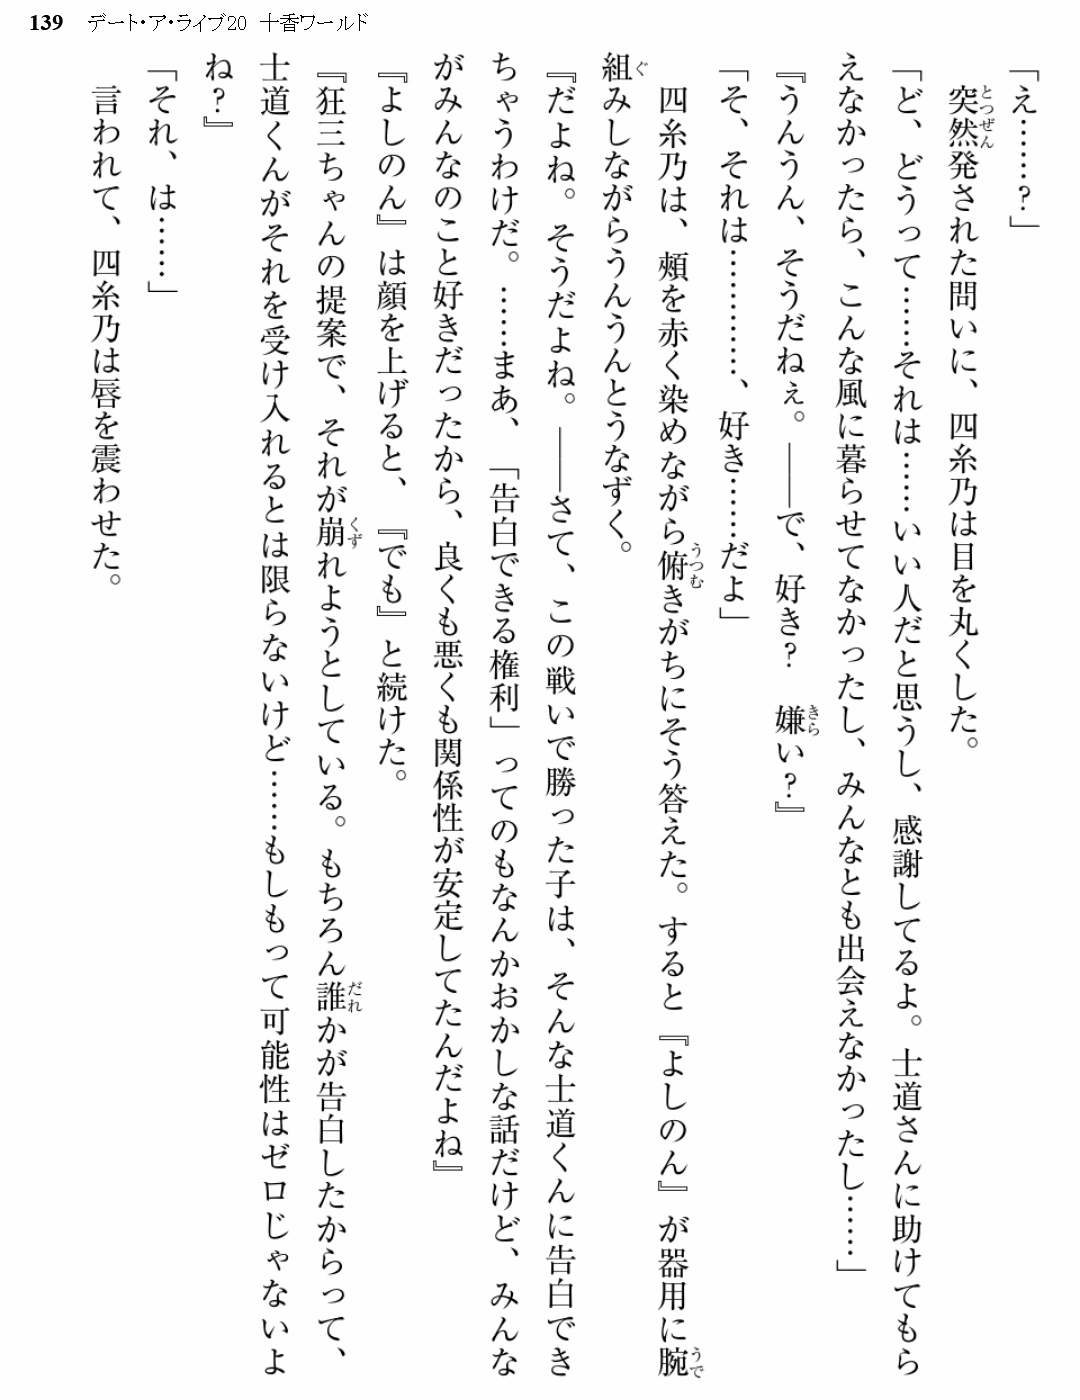 139 デート・ア・ライブ20 十香ワールド
「え……?」
突然発された問いに、四糸乃は目を丸くした。
「ど、どうって……それは……いい人だと思うし、感謝してるよ。士道さんに助けてもら
えなかったら、こんな風に暮らせてなかったし、みんなとも出会えなかったし……」
『うんうん、そうだねぇ。――で、好き? 嫌い?』
「そ、それは…………、好き……だよ」
四糸乃は、頰を赤く染めながら俯きがちにそう答えた。すると『よしのん』が器用に腕
組みしながらうんうんとうなずく。
『だよね。そうだよね。――さて、この戦いで勝った子は、そんな士道くんに告白でき
ちゃうわけだ。……まあ、「告白できる権利」ってのもなんかおかしな話だけど、みんな
がみんなのこと好きだったから、良くも悪くも関係性が安定してたんだよね』
『よしのん』は顔を上げると、『でも』と続けた。
『狂三ちゃんの提案で、それが崩れようとしている。もちろん誰かが告白したからって、
士道くんがそれを受け入れるとは限らないけど……もしもって可能性はゼロじゃないよ
ね?』
「それ、は……」
言われて、四糸乃は唇を震わせた。